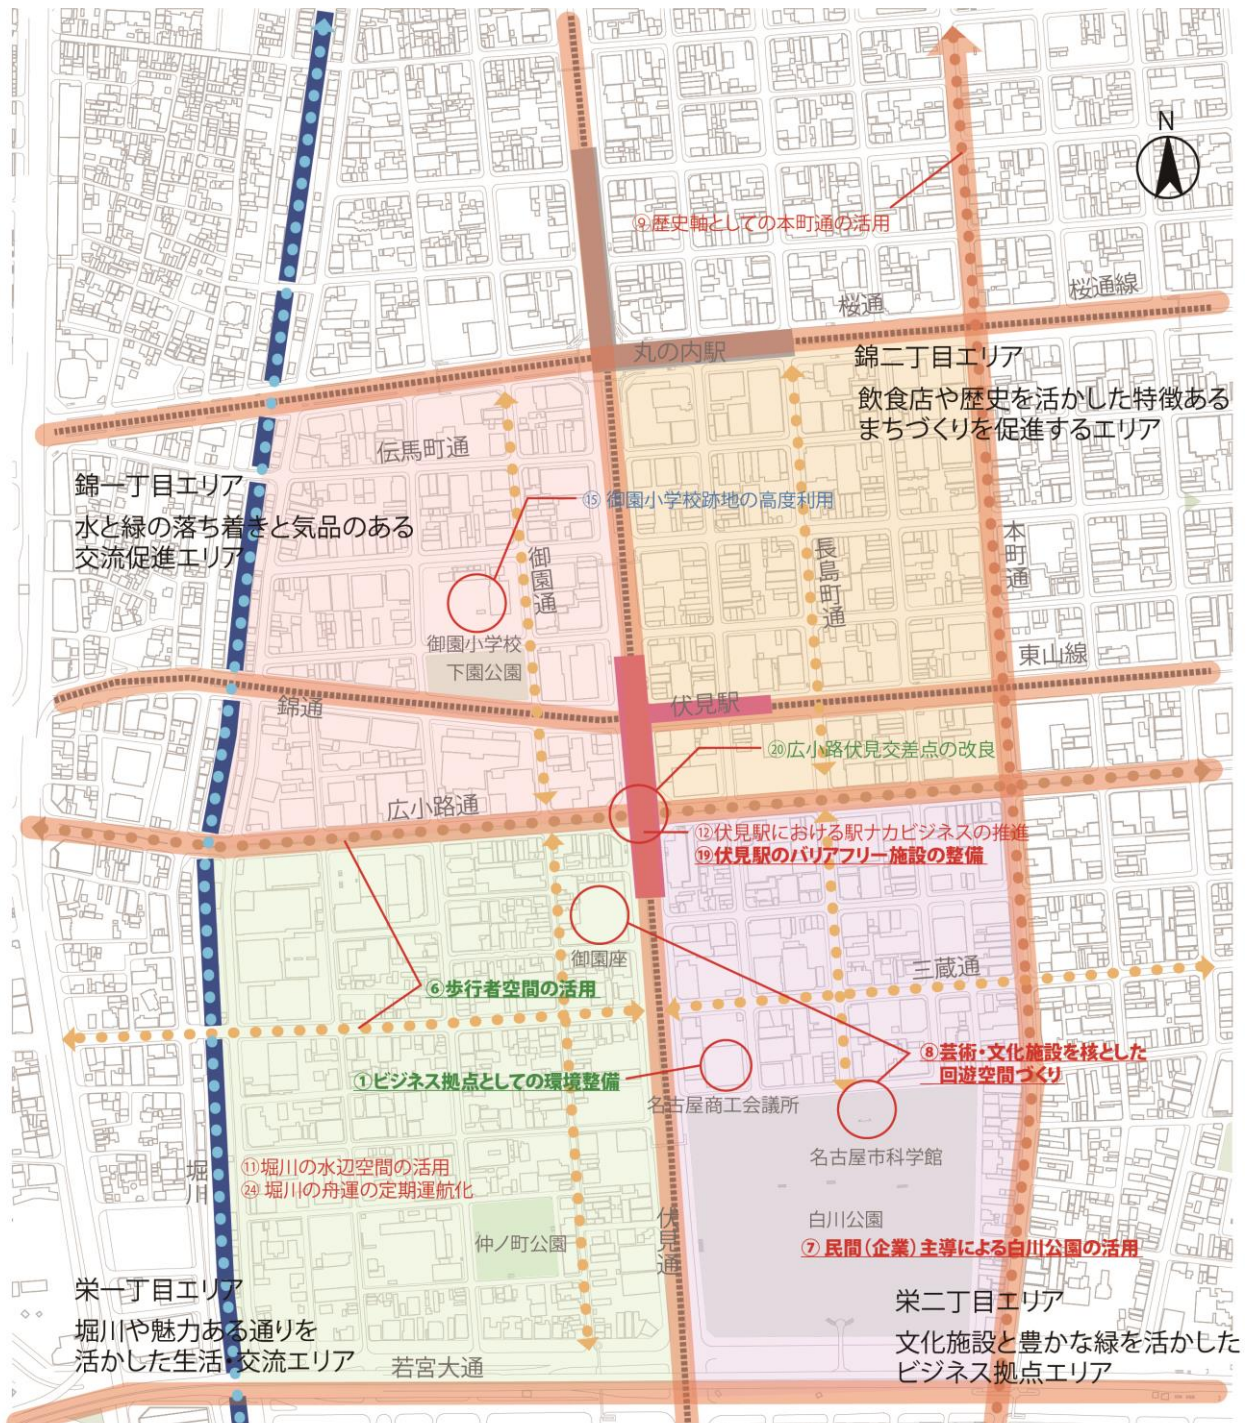 N
⑨歴史軸としての本町通の活用
桜通
桜通線
丸の内駅
錦二丁目エリア
飲食店や歴史を活かした特徴ある
まちづくりを促進するエリア
伝馬町通
錦一丁目エリア
水と緑の落ち着きと気品のある
交流促進エリア
⑮ 御園小学校跡地の高度利用
御園通
長島町通
本町通
御園小学校
下園公園
東山線
錦通
伏見駅
⑳広小路伏見交差点の改良
広小路通
⑫伏見駅における駅ナカビジネスの推進
⑲伏見駅のバリアフリー施設の整備
御園座
三蔵通
⑥歩行者空間の活用
⑧芸術・文化施設を核とした
回遊空間づくり
①ビジネス拠点としての環境整備
名古屋商工会議所
名古屋市科学館
堀川
⑪堀川の水辺空間の活用
㉔ 堀川の舟運の定期運航化
白川公園
伏見通
仲ノ町公園
⑦ 民間(企業)主導による白川公園の活用
栄一丁目エリア
堀川や魅力ある通りを
活かした生活・交流エリア
栄二丁目エリア
文化施設と豊かな緑を活かした
ビジネス拠点エリア
若宮大通